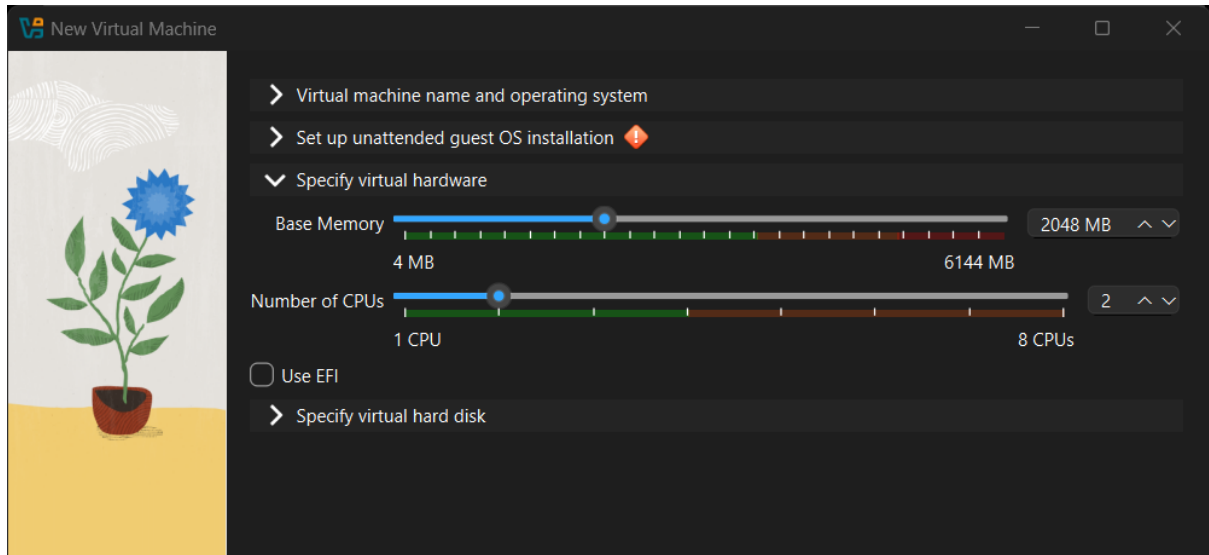 New Virtual Machine
Virtual machine name and operating system
Set up unattended guest OS installation
Specify virtual hardware
Base Memory 2048 MB
4 MB 6144 MB
Number of CPUs 2
1 CPU 8 CPUs
Use EFI
Specify virtual hard disk